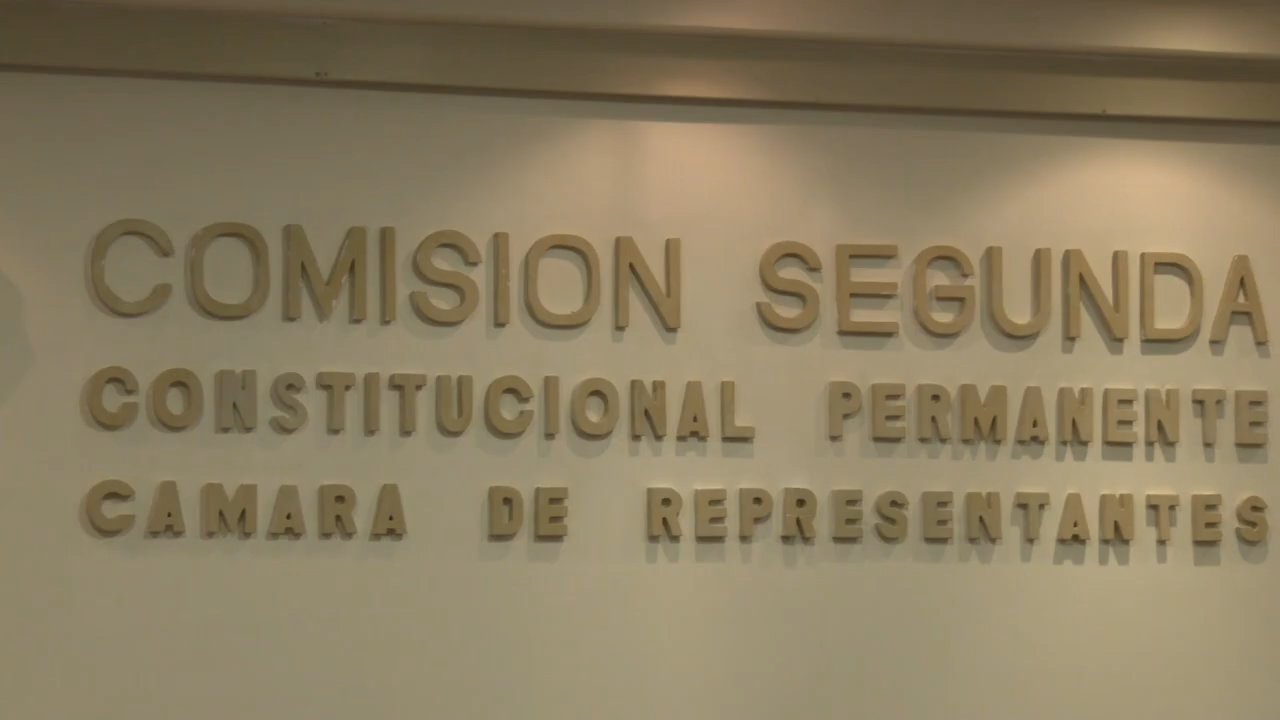 COMISION SEGUNDA
CONSTITUCIONAL PERMANENTE
CAMARA DE REPRESENTANTES